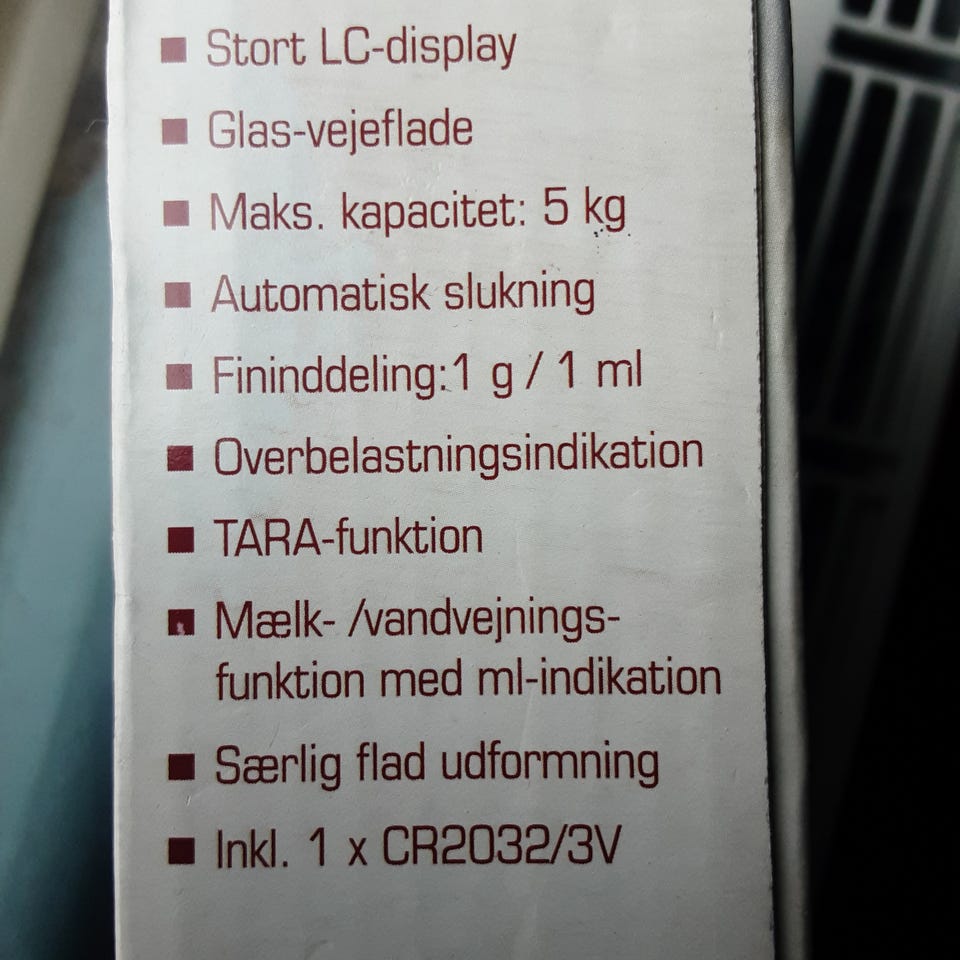 ■ Stort LC-display
■ Glas-vejeflade
■ Maks. kapacitet: 5 kg
■ Automatisk slukning
■ Fininddeling:1 g / 1 ml
■ Overbelastningsindikation
■ TARA-funktion
■ Mælk- /vandvejnings-
funktion med ml-indikation
■ Særlig flad udformning
■ Inkl. 1 x CR2032/3V